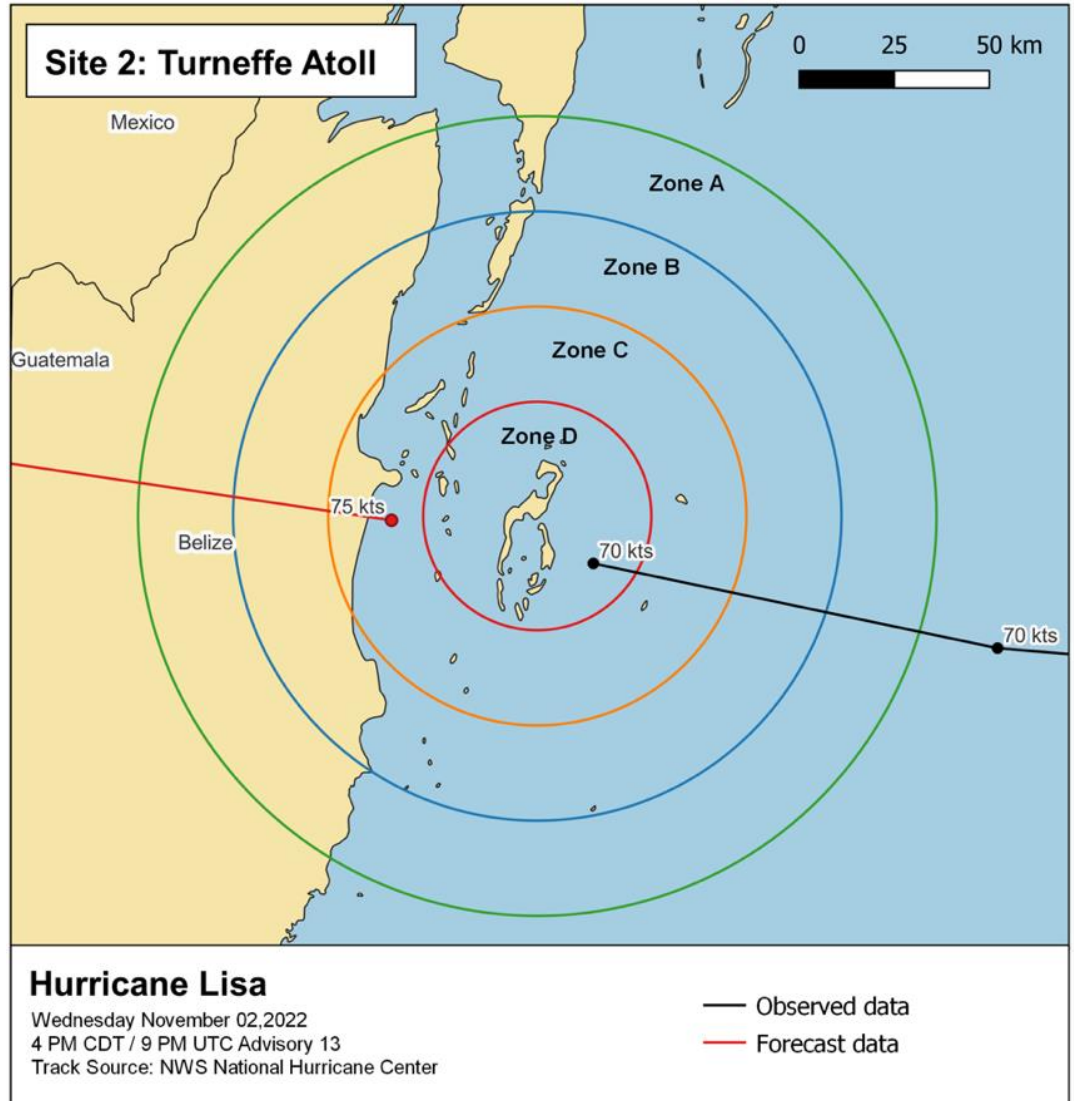 Site 2: Turneffe Atoll
0 25 50 km
Mexico
Zone A
Zone B
Zone C
Guatemala
Zone D
75 kts
Belize
70 kts
70 kts
Hurricane Lisa
Wednesday November 02,2022
4 PM CDT / 9 PM UTC Advisory 13
Track Source: NWS National Hurricane Center
Observed data
Forecast data